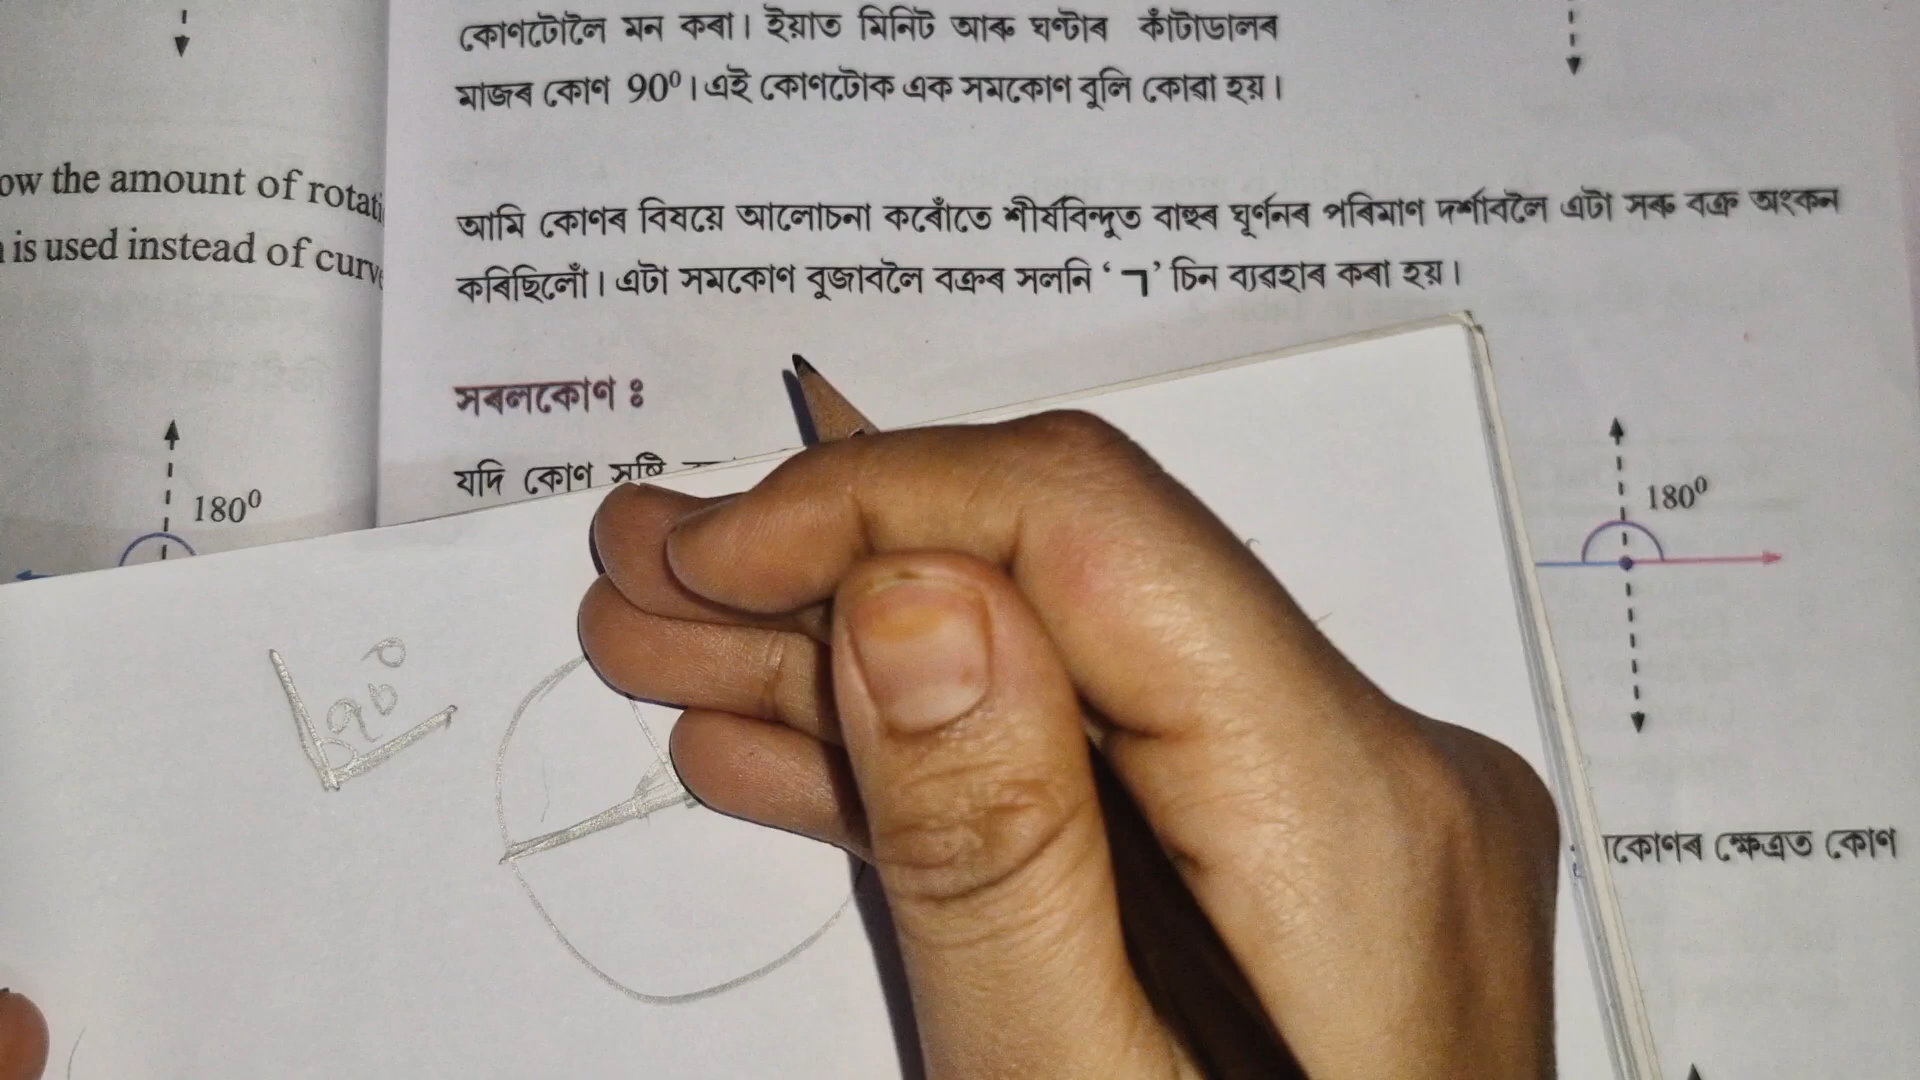 কোণটোলৈ মন কৰা। ইয়াত মিনিট আৰু ঘণ্টাৰ কাঁটাডালৰ
মাজৰ কোণ 90⁰। এই কোণটোক এক সমকোণ বুলি কোৱা হয়।
ow the amount of rotati
is used instead of curv
আমি কোণৰ বিষয়ে আলোচনা কৰোঁতে শীৰ্ষবিন্দুত বাহুৰ ঘূৰ্ণনৰ পৰিমাণ দৰ্শাবলৈ এটা সৰু বক্ৰ অংকন
কৰিছিলোঁ। এটা সমকোণ বুজাবলৈ বক্ৰৰ সলনি ‘ ┐’ চিন ব্যৱহাৰ কৰা হয়।
সৰলকোণ ঃ
যদি কোণ সৃষ্টি
180⁰
180⁰
90⁰
কোণৰ ক্ষেত্ৰত কোণ